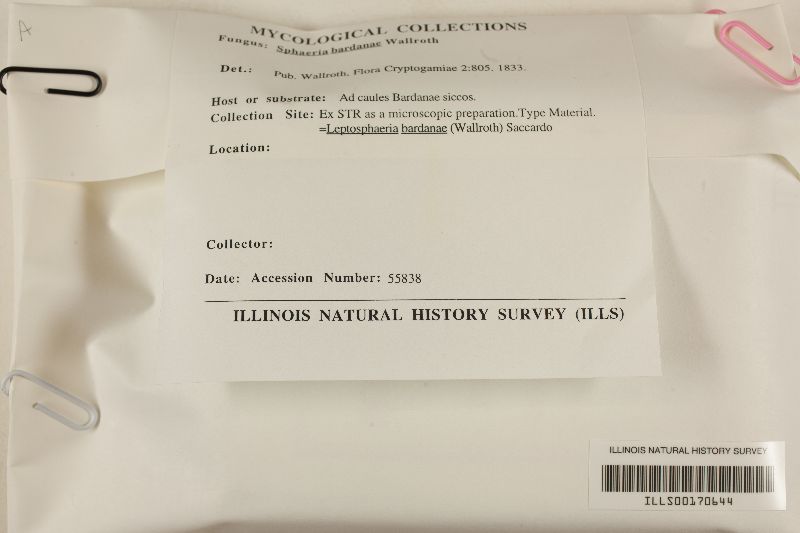 A
MYCOLOGICAL COLLECTIONS
Fungus: Sphaeria bardanae Wallroth
Det.: Pub. Wallroth. Flora Cryptogamiae 2:805. 1833.
Host or substrate: Ad caules Bardanae siccos.
Collection Site: Ex STR as a microscopic preparation.Type Material.
=Leptosphaeria bardanae (Wallroth) Saccardo
Location:
Collector:
Date: Accession Number: 55838
ILLINOIS NATURAL HISTORY SURVEY (ILLS)
ILLINOIS NATURAL HISTORY SURVEY
ILLS00170644